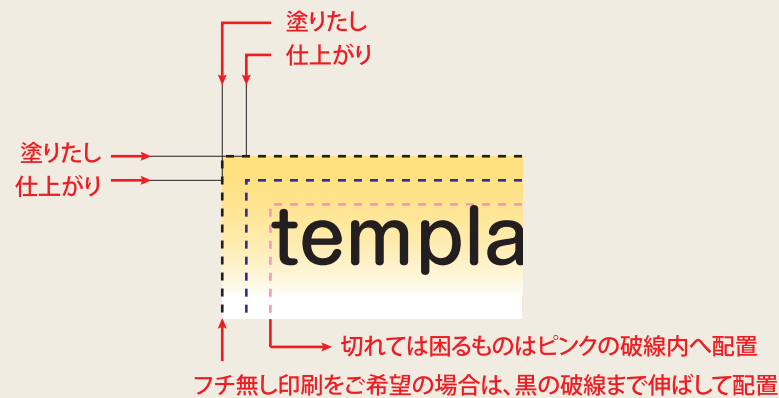 塗りたし
仕上がり
塗りたし
仕上がり
templa
切れては困るものはピンクの破線内へ配置
フチ無し印刷をご希望の場合は、黒の破線まで伸ばして配置